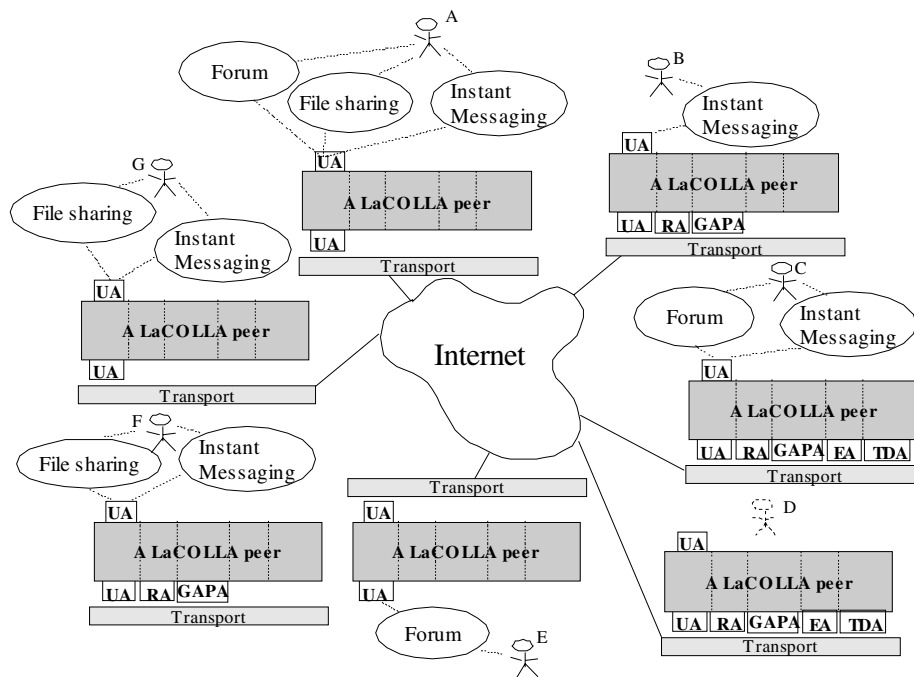 A
Forum
File sharing
Instant
Messaging
UA
A LaCOLLA peer
UA
Transport
B
Instant
Messaging
UA
A LaCOLLA peer
UA RA GAPA
Transport
G
File sharing
Instant
Messaging
UA
A LaCOLLA peer
UA
Transport
Internet
C
Forum
Instant
Messaging
UA
A LaCOLLA peer
UA RA GAPA EA TDA
Transport
F
File sharing
Instant
Messaging
UA
A LaCOLLA peer
UA RA GAPA
Transport
Transport
UA
A LaCOLLA peer
UA
Forum
E
D
UA
A LaCOLLA peer
UA RA GAPA EA TDA
Transport